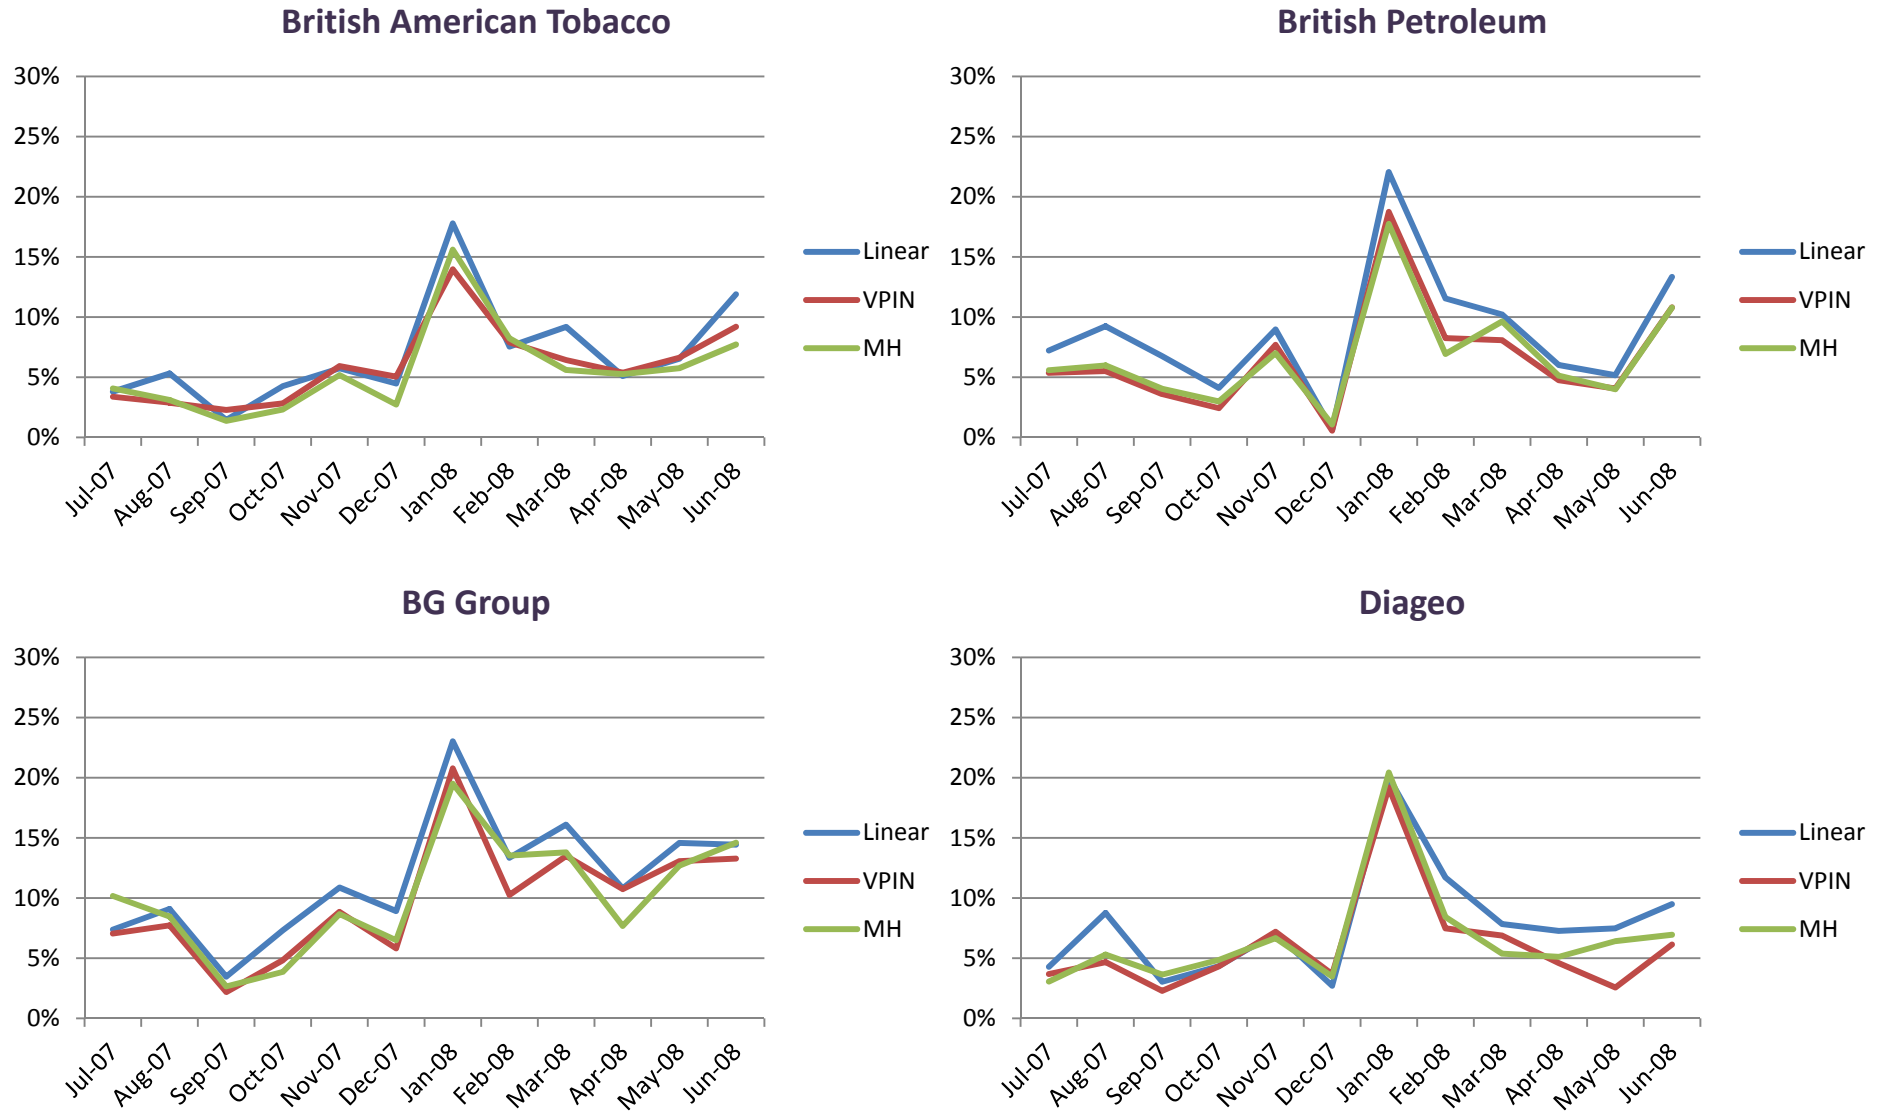 British American Tobacco
30%
25%
20%
15%
10%
5%
0%
Jul-07
Aug-07
Sep-07
Oct-07
Nov-07
Dec-07
Jan-08
Feb-08
Mar-08
Apr-08
May-08
Jun-08
Linear
VPIN
MH
British Petroleum
30%
25%
20%
15%
10%
5%
0%
Jul-07
Aug-07
Sep-07
Oct-07
Nov-07
Dec-07
Jan-08
Feb-08
Mar-08
Apr-08
May-08
Jun-08
Linear
VPIN
MH
BG Group
30%
25%
20%
15%
10%
5%
0%
Jul-07
Aug-07
Sep-07
Oct-07
Nov-07
Dec-07
Jan-08
Feb-08
Mar-08
Apr-08
May-08
Jun-08
Linear
VPIN
MH
Diageo
30%
25%
20%
15%
10%
5%
0%
Jul-07
Aug-07
Sep-07
Oct-07
Nov-07
Dec-07
Jan-08
Feb-08
Mar-08
Apr-08
May-08
Jun-08
Linear
VPIN
MH